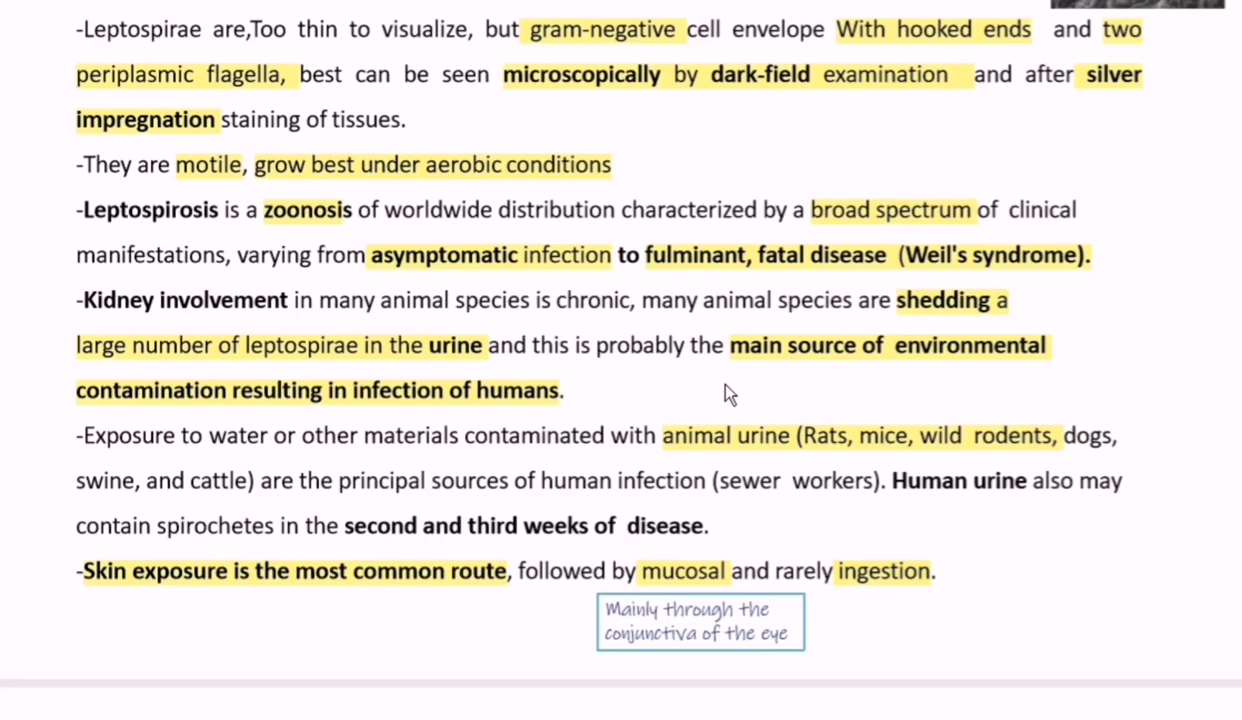 -Leptospirae are,Too thin to visualize, but gram-negative cell envelope With hooked ends and two
periplasmic flagella, best can be seen microscopically by dark-field examination and after silver
impregnation staining of tissues.
-They are motile, grow best under aerobic conditions
-Leptospirosis is a zoonosis of worldwide distribution characterized by a broad spectrum of clinical
manifestations, varying from asymptomatic infection to fulminant, fatal disease (Weil's syndrome).
-Kidney involvement in many animal species is chronic, many animal species are shedding a
large number of leptospirae in the urine and this is probably the main source of environmental
contamination resulting in infection of humans.
-Exposure to water or other materials contaminated with animal urine (Rats, mice, wild rodents, dogs,
swine, and cattle) are the principal sources of human infection (sewer workers). Human urine also may
contain spirochetes in the second and third weeks of disease.
-Skin exposure is the most common route, followed by mucosal and rarely ingestion.
Mainly through the
conjunctiva of the eye